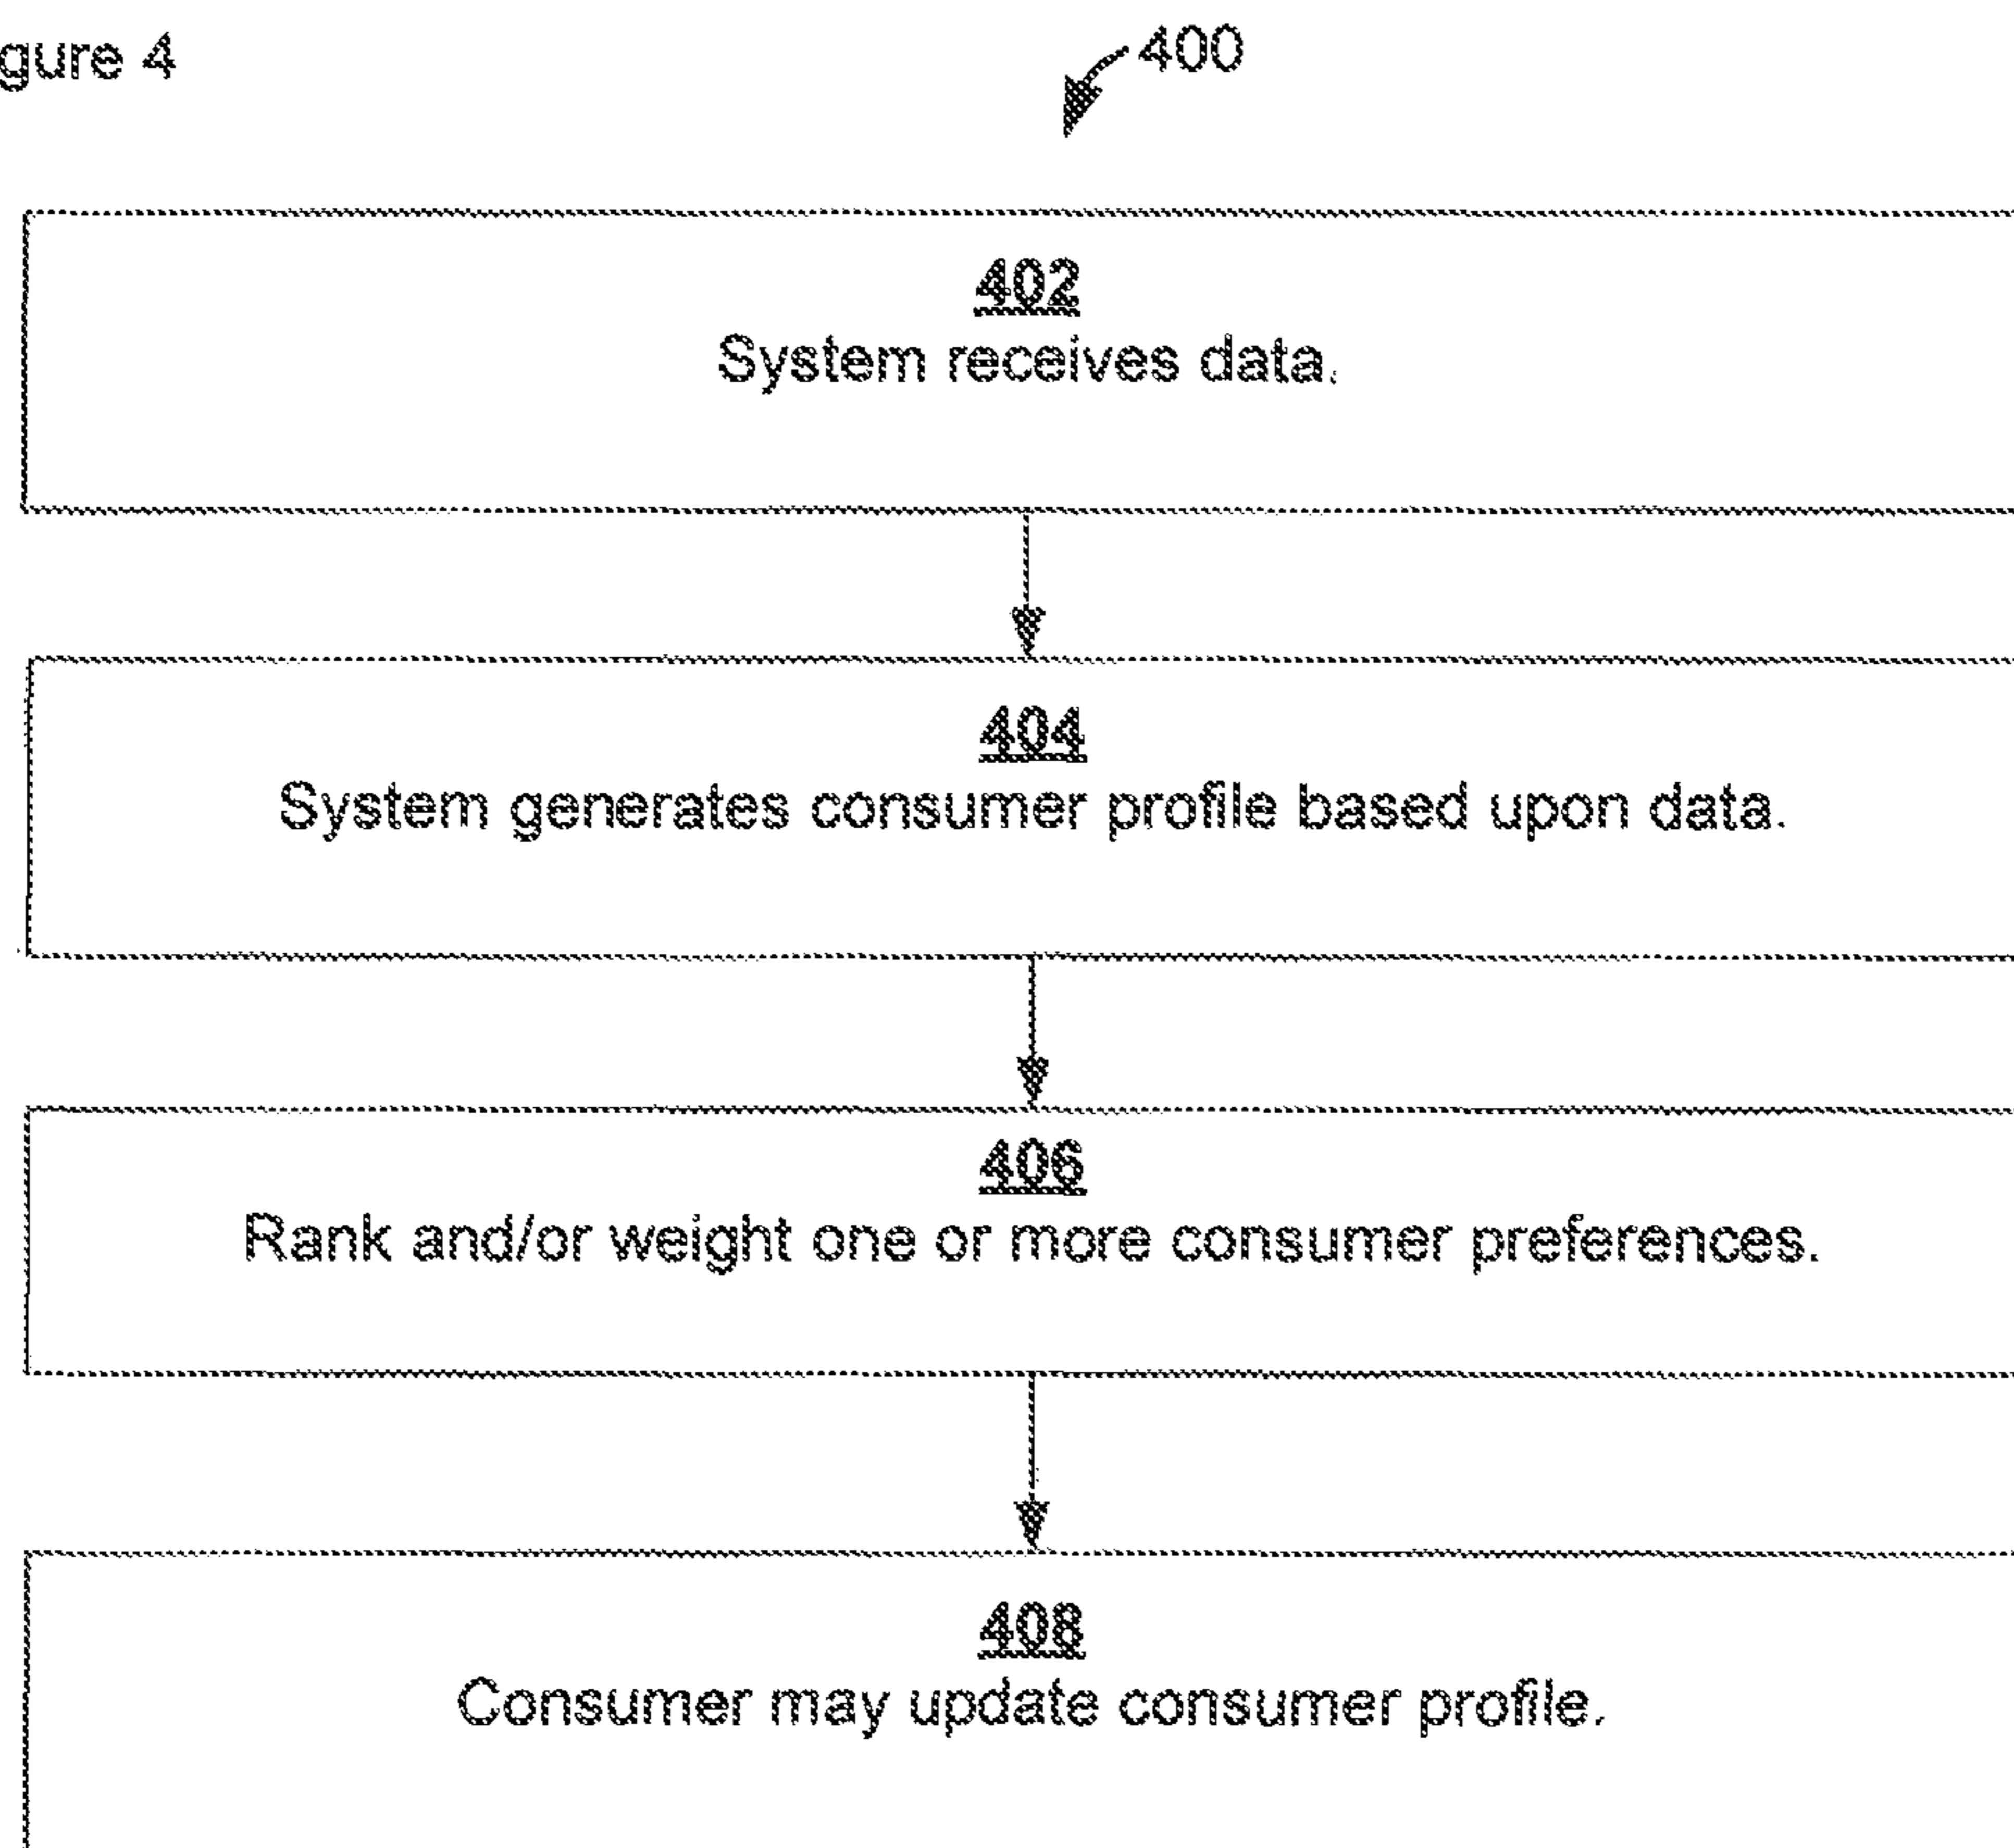 gure 4
400
402
System receives data.
404
System generates consumer profile based upon data.
406
Rank and/or weight one or more consumer preferences.
408
Consumer may update consumer profile.